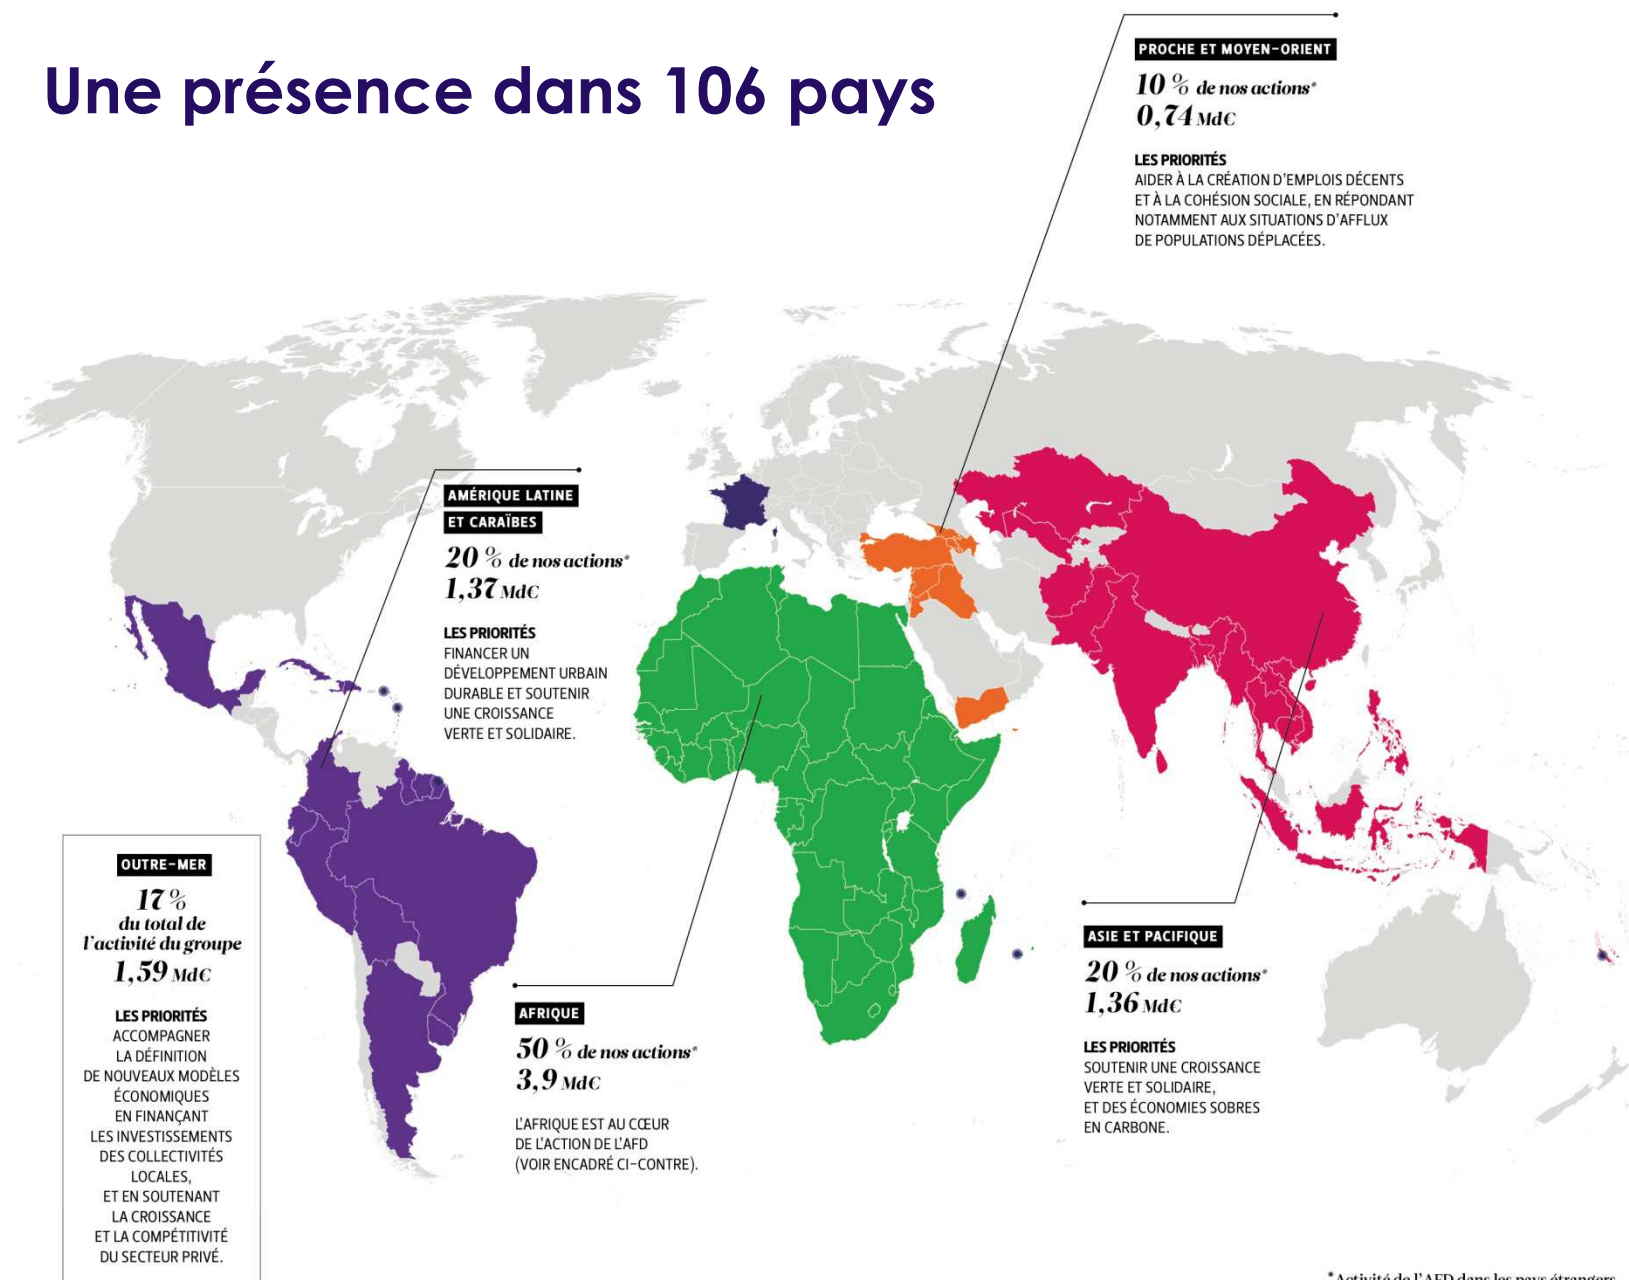 Une présence dans 106 pays
PROCHE ET MOYEN-ORIENT
10 % de nos actions*
0,74 Md€
LES PRIORITÉS
AIDER À LA CRÉATION D'EMPLOIS DÉCENTS
ET À LA COHÉSION SOCIALE, EN RÉPONDANT
NOTAMMENT AUX SITUATIONS D'AFFLUX
DE POPULATIONS DÉPLACÉES.
AMÉRIQUE LATINE
ET CARAÏBES
20 % de nos actions*
1,37 Md€
LES PRIORITÉS
FINANCER UN
DÉVELOPPEMENT URBAIN
DURABLE ET SOUTENIR
UNE CROISSANCE
VERTE ET SOLIDAIRE.
OUTRE-MER
17 %
du total de
l'activité du groupe
1,59 Md€
LES PRIORITÉS
ACCOMPAGNER
LA DÉFINITION
DE NOUVEAUX MODÈLES
ÉCONOMIQUES
EN FINANÇANT
LES INVESTISSEMENTS
DES COLLECTIVITÉS
LOCALES,
ET EN SOUTENANT
LA CROISSANCE
ET LA COMPÉTITIVITÉ
DU SECTEUR PRIVÉ.
AFRIQUE
50 % de nos actions*
3,9 Md€
L'AFRIQUE EST AU CŒUR
DE L'ACTION DE L'AFD
(VOIR ENCADRÉ CI-CONTRE).
ASIE ET PACIFIQUE
20 % de nos actions*
1,36 Md€
LES PRIORITÉS
SOUTENIR UNE CROISSANCE
VERTE ET SOLIDAIRE,
ET DES ÉCONOMIES SOBRES
EN CARBONE.
*Activité de l'AFD dans les pays étrangers